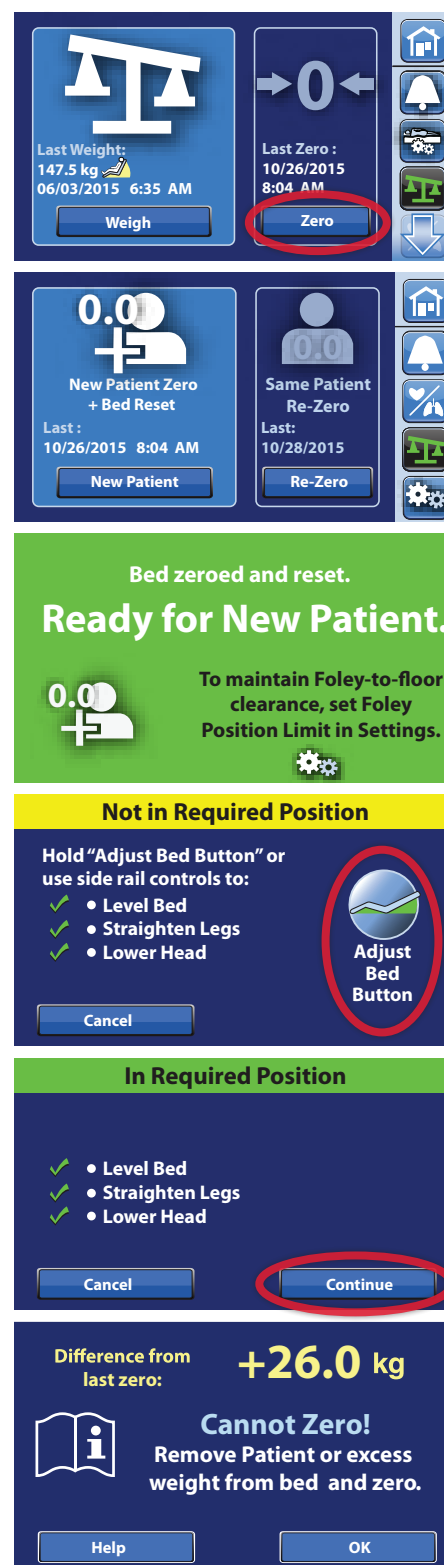 →0←
Last Weight:
147.5 kg
06/03/2015 6:35 AM
Weigh
Last Zero :
10/26/2015
8:04 AM
Zero
0.0
New Patient Zero
+ Bed Reset
Last :
10/26/2015 8:04 AM
New Patient
0.0
Same Patient
Re-Zero
Last:
10/28/2015
Re-Zero
Bed zeroed and reset.
Ready for New Patient.
0.0
To maintain Foley-to-floor
clearance, set Foley
Position Limit in Settings.
Not in Required Position
Hold “Adjust Bed Button” or
use side rail controls to:
• Level Bed
• Straighten Legs
• Lower Head
Adjust
Bed
Button
Cancel
In Required Position
• Level Bed
• Straighten Legs
• Lower Head
Cancel
Continue
Difference from
last zero:
+26.0 kg
i
Cannot Zero!
Remove Patient or excess
weight from bed and zero.
Help
OK